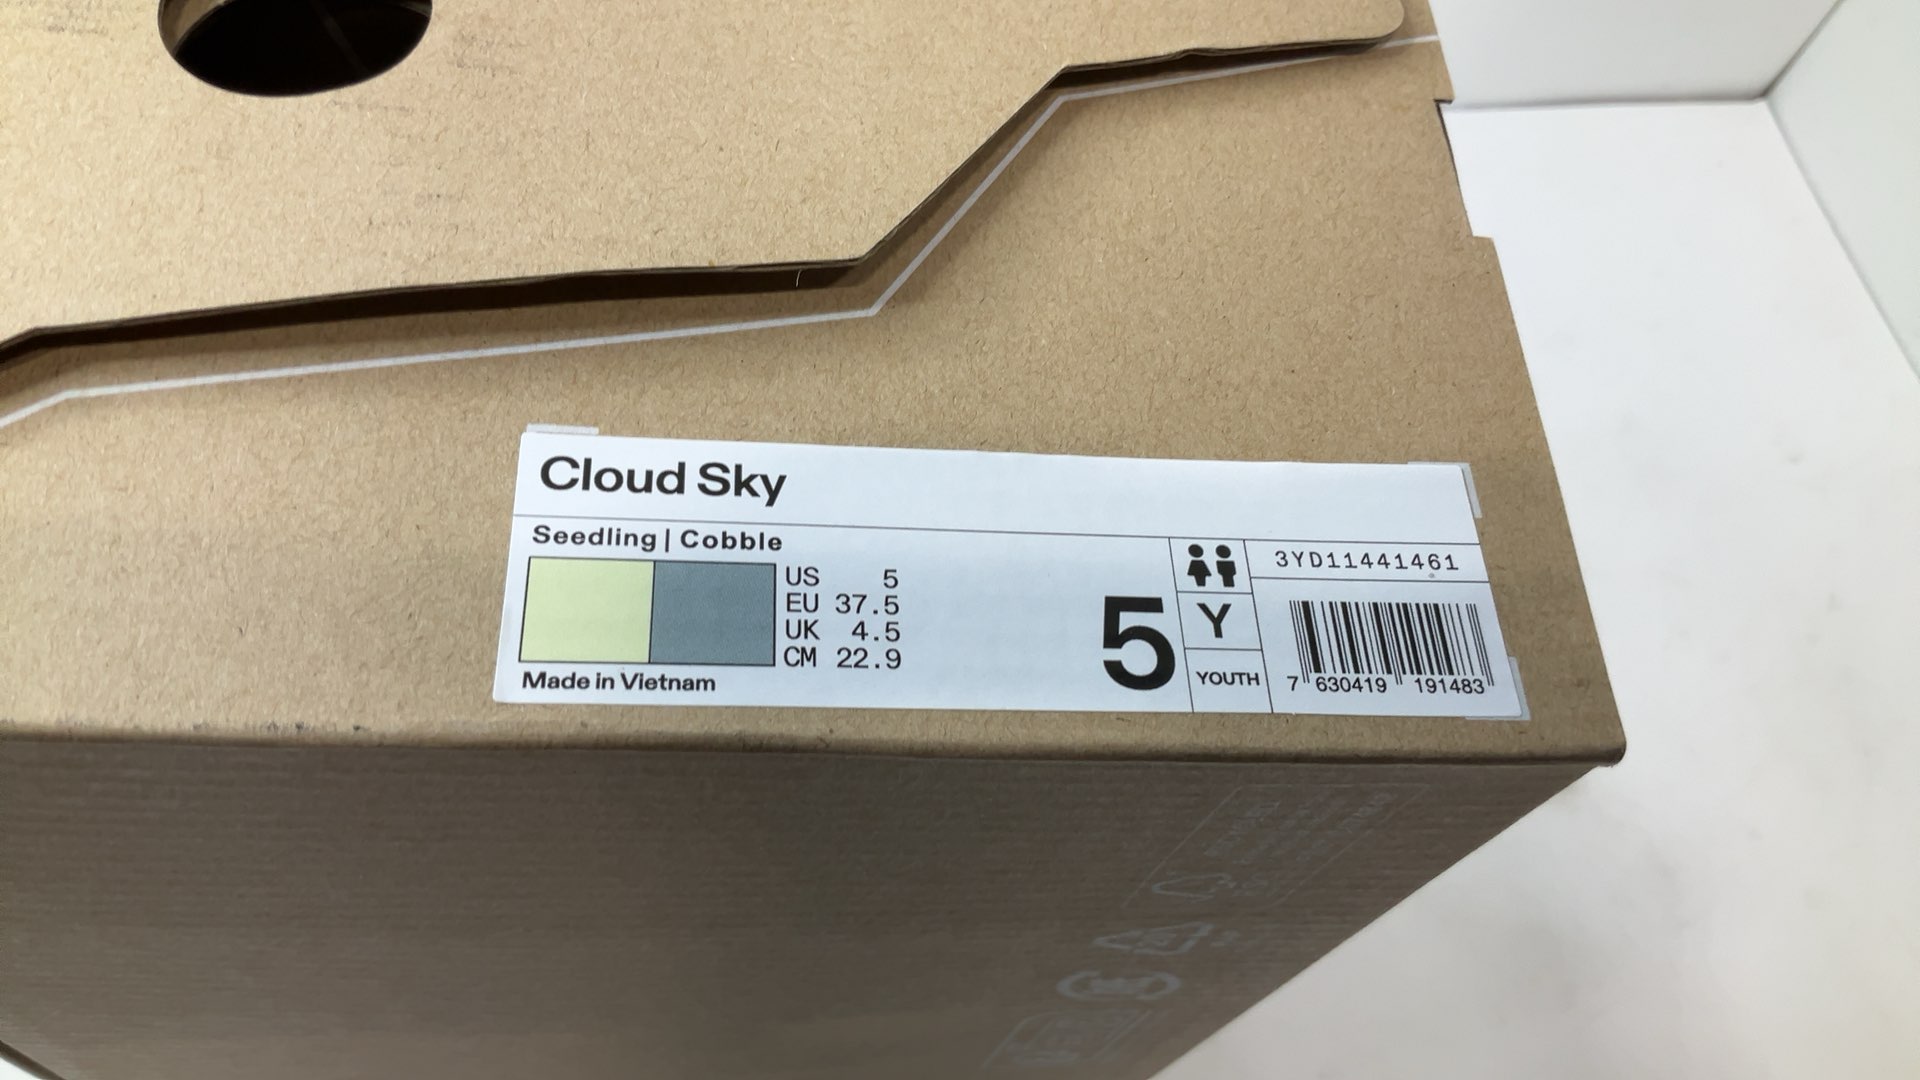 Cloud Sky
Seedling | Cobble
US 5
EU 37.5
UK 4.5
CM 22.9
Made in Vietnam
5
Y
YOUTH
3YD11441461
7 630419 191483